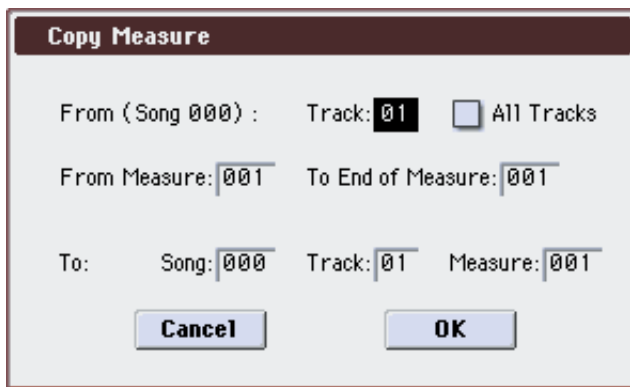 Copy Measure
From (Song 000) : Track: 01 All Tracks
From Measure: 001 To End of Measure: 001
To: Song: 000 Track: 01 Measure: 001
Cancel OK